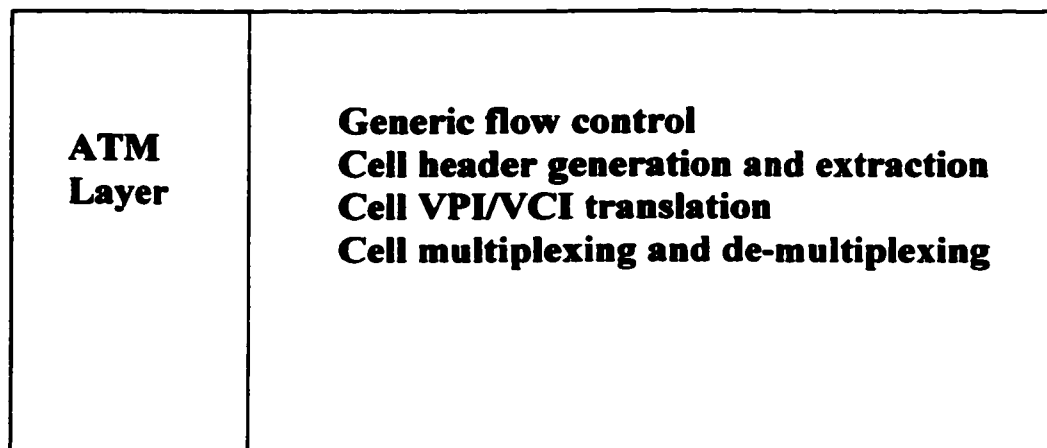 ATM
Layer
Generic flow control
Cell header generation and extraction
Cell VPI/VCI translation
Cell multiplexing and de-multiplexing